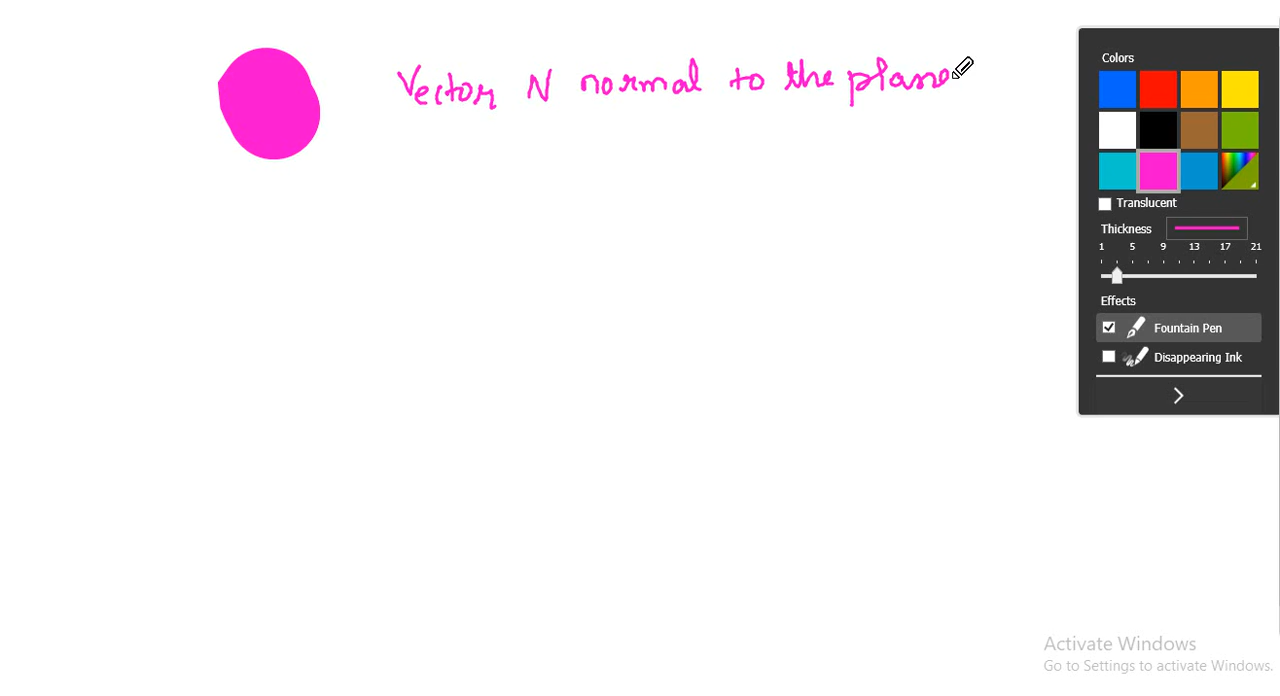 Vector N normal to the plane
Colors
Translucent
Thickness
1 5 9 13 17 21
Effects
Fountain Pen
Disappearing Ink
Activate Windows
Go to Settings to activate Windows.